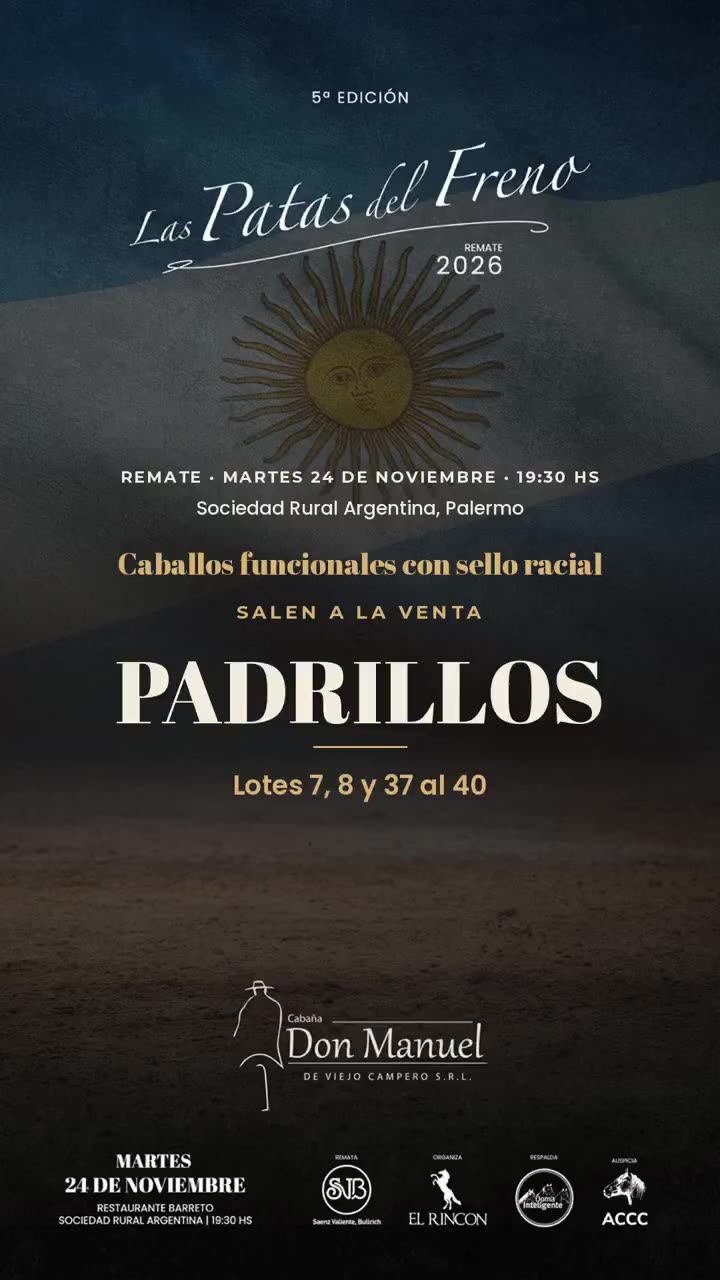 5ª EDICIÓN
Las Patas del Freno
REMATE
2026
REMATE · MARTES 24 DE NOVIEMBRE · 19:30 HS
Sociedad Rural Argentina, Palermo
Caballos funcionales con sello racial
SALEN A LA VENTA
PADRILLOS
Lotes 7, 8 y 37 al 40
Cabaña
Don Manuel
DE VIEJO CAMPERO S.R.L.
MARTES
24 DE NOVIEMBRE
RESTAURANTE BARRETO
SOCIEDAD RURAL ARGENTINA | 19:30 HS
REMATA
SVB
Saenz Valiente, Bullrich
ORGANIZA
EL RINCON
RESPALDA
Doma
Inteligente
AUSPICIA
ACCC